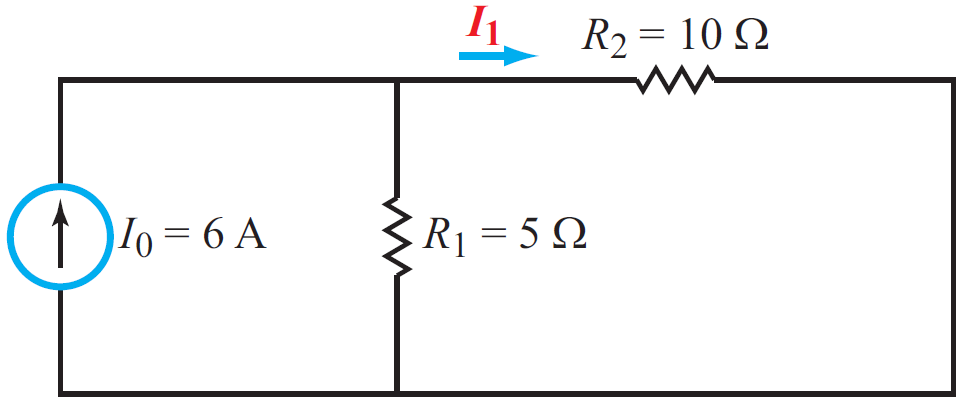 I₁
R₂ = 10 Ω
I₀ = 6 A
R₁ = 5 Ω